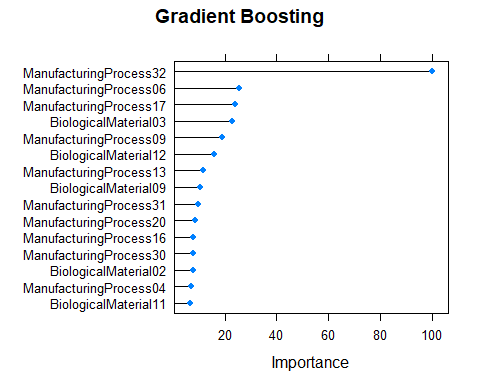 Gradient Boosting
ManufacturingProcess32
ManufacturingProcess06
ManufacturingProcess17
BiologicalMaterial03
ManufacturingProcess09
BiologicalMaterial12
ManufacturingProcess13
BiologicalMaterial09
ManufacturingProcess31
ManufacturingProcess20
ManufacturingProcess16
ManufacturingProcess30
BiologicalMaterial02
ManufacturingProcess04
BiologicalMaterial11
20 40 60 80 100
Importance